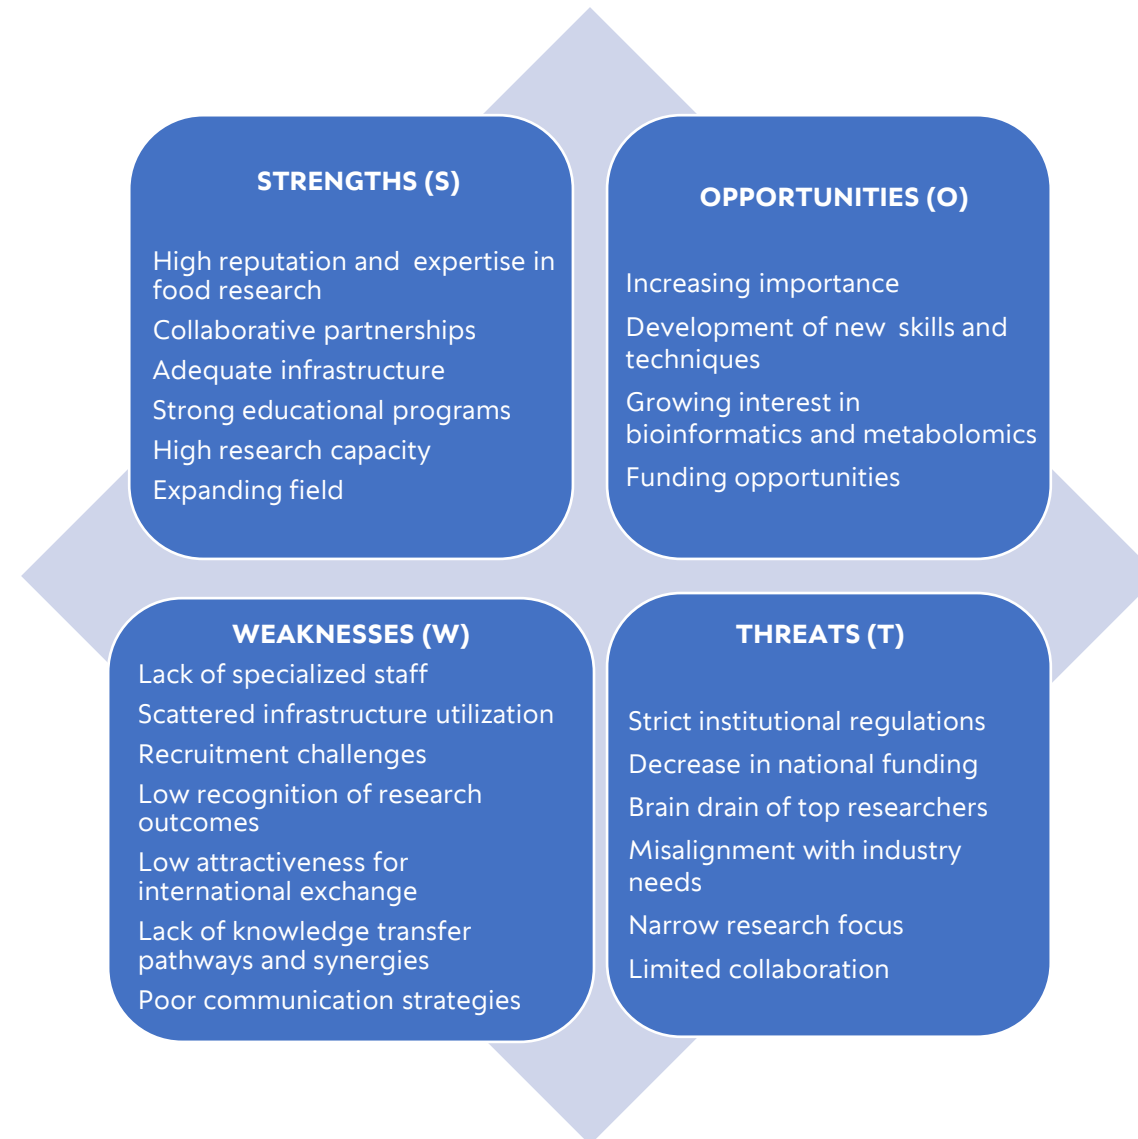 STRENGTHS (S)
High reputation and expertise in
food research
Collaborative partnerships
Adequate infrastructure
Strong educational programs
High research capacity
Expanding field
OPPORTUNITIES (O)
Increasing importance
Development of new skills and
techniques
Growing interest in
bioinformatics and metabolomics
Funding opportunities
WEAKNESSES (W)
Lack of specialized staff
Scattered infrastructure utilization
Recruitment challenges
Low recognition of research
outcomes
Low attractiveness for
international exchange
Lack of knowledge transfer
pathways and synergies
Poor communication strategies
THREATS (T)
Strict institutional regulations
Decrease in national funding
Brain drain of top researchers
Misalignment with industry
needs
Narrow research focus
Limited collaboration